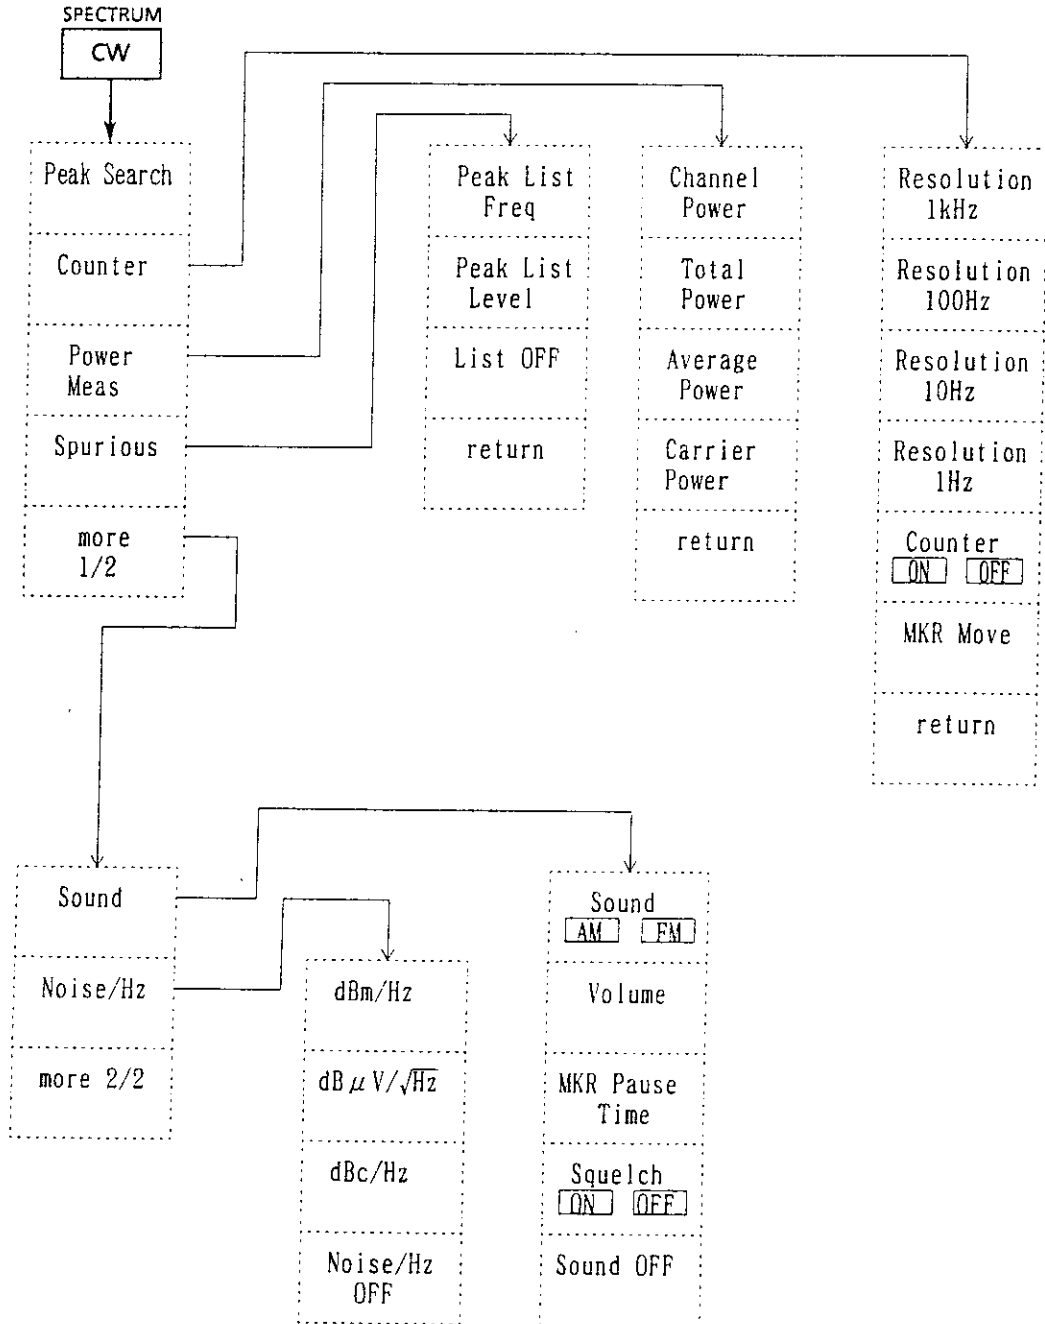 SPECTRUM
CW
Peak Search
Counter
Power
Meas
Spurious
more
1/2
Peak List
Freq
Peak List
Level
List OFF
return
Channel
Power
Total
Power
Average
Power
Carrier
Power
return
Resolution
1kHz
Resolution
100Hz
Resolution
10Hz
Resolution
1Hz
Counter
ON OFF
MKR Move
return
Sound
Noise/Hz
more 2/2
dBm/Hz
dBμV/√Hz
dBc/Hz
Noise/Hz
OFF
Sound
AM FM
Volume
MKR Pause
Time
Squelch
ON OFF
Sound OFF